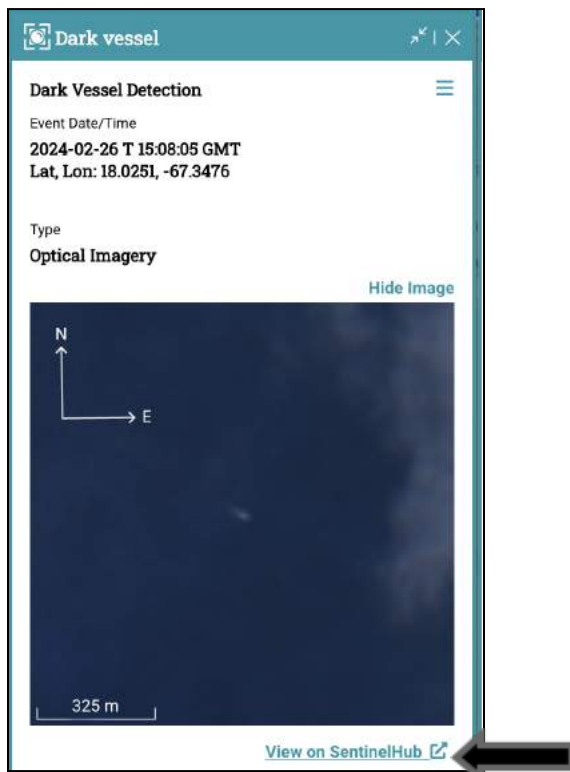 Dark vessel
Dark Vessel Detection
Event Date/Time
2024-02-26 T 15:08:05 GMT
Lat, Lon: 18.0251, -67.3476
Type
Optical Imagery
Hide Image
N
E
325 m
View on SentinelHub